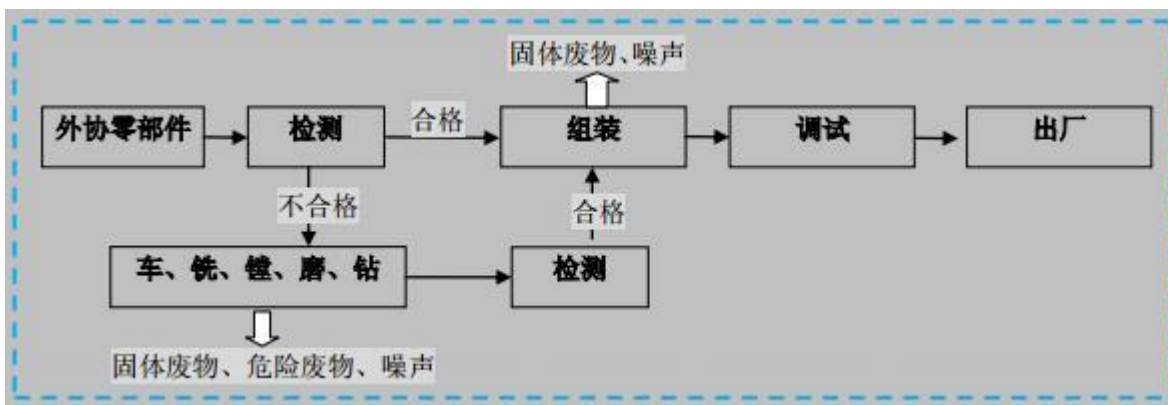 固体废物、噪声
外协零部件
检测
合格
组装
调试
出厂
不合格
合格
车、铣、镗、磨、钻
检测
固体废物、危险废物、噪声